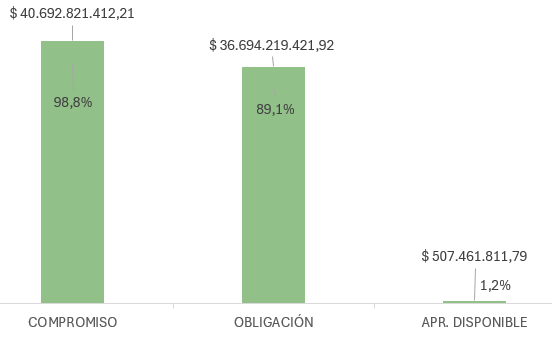 $ 40.692.821.412,21
$ 36.694.219.421,92
98,8%
89,1%
$ 507.461.811,79
1,2%
COMPROMISO
OBLIGACIÓN
APR. DISPONIBLE